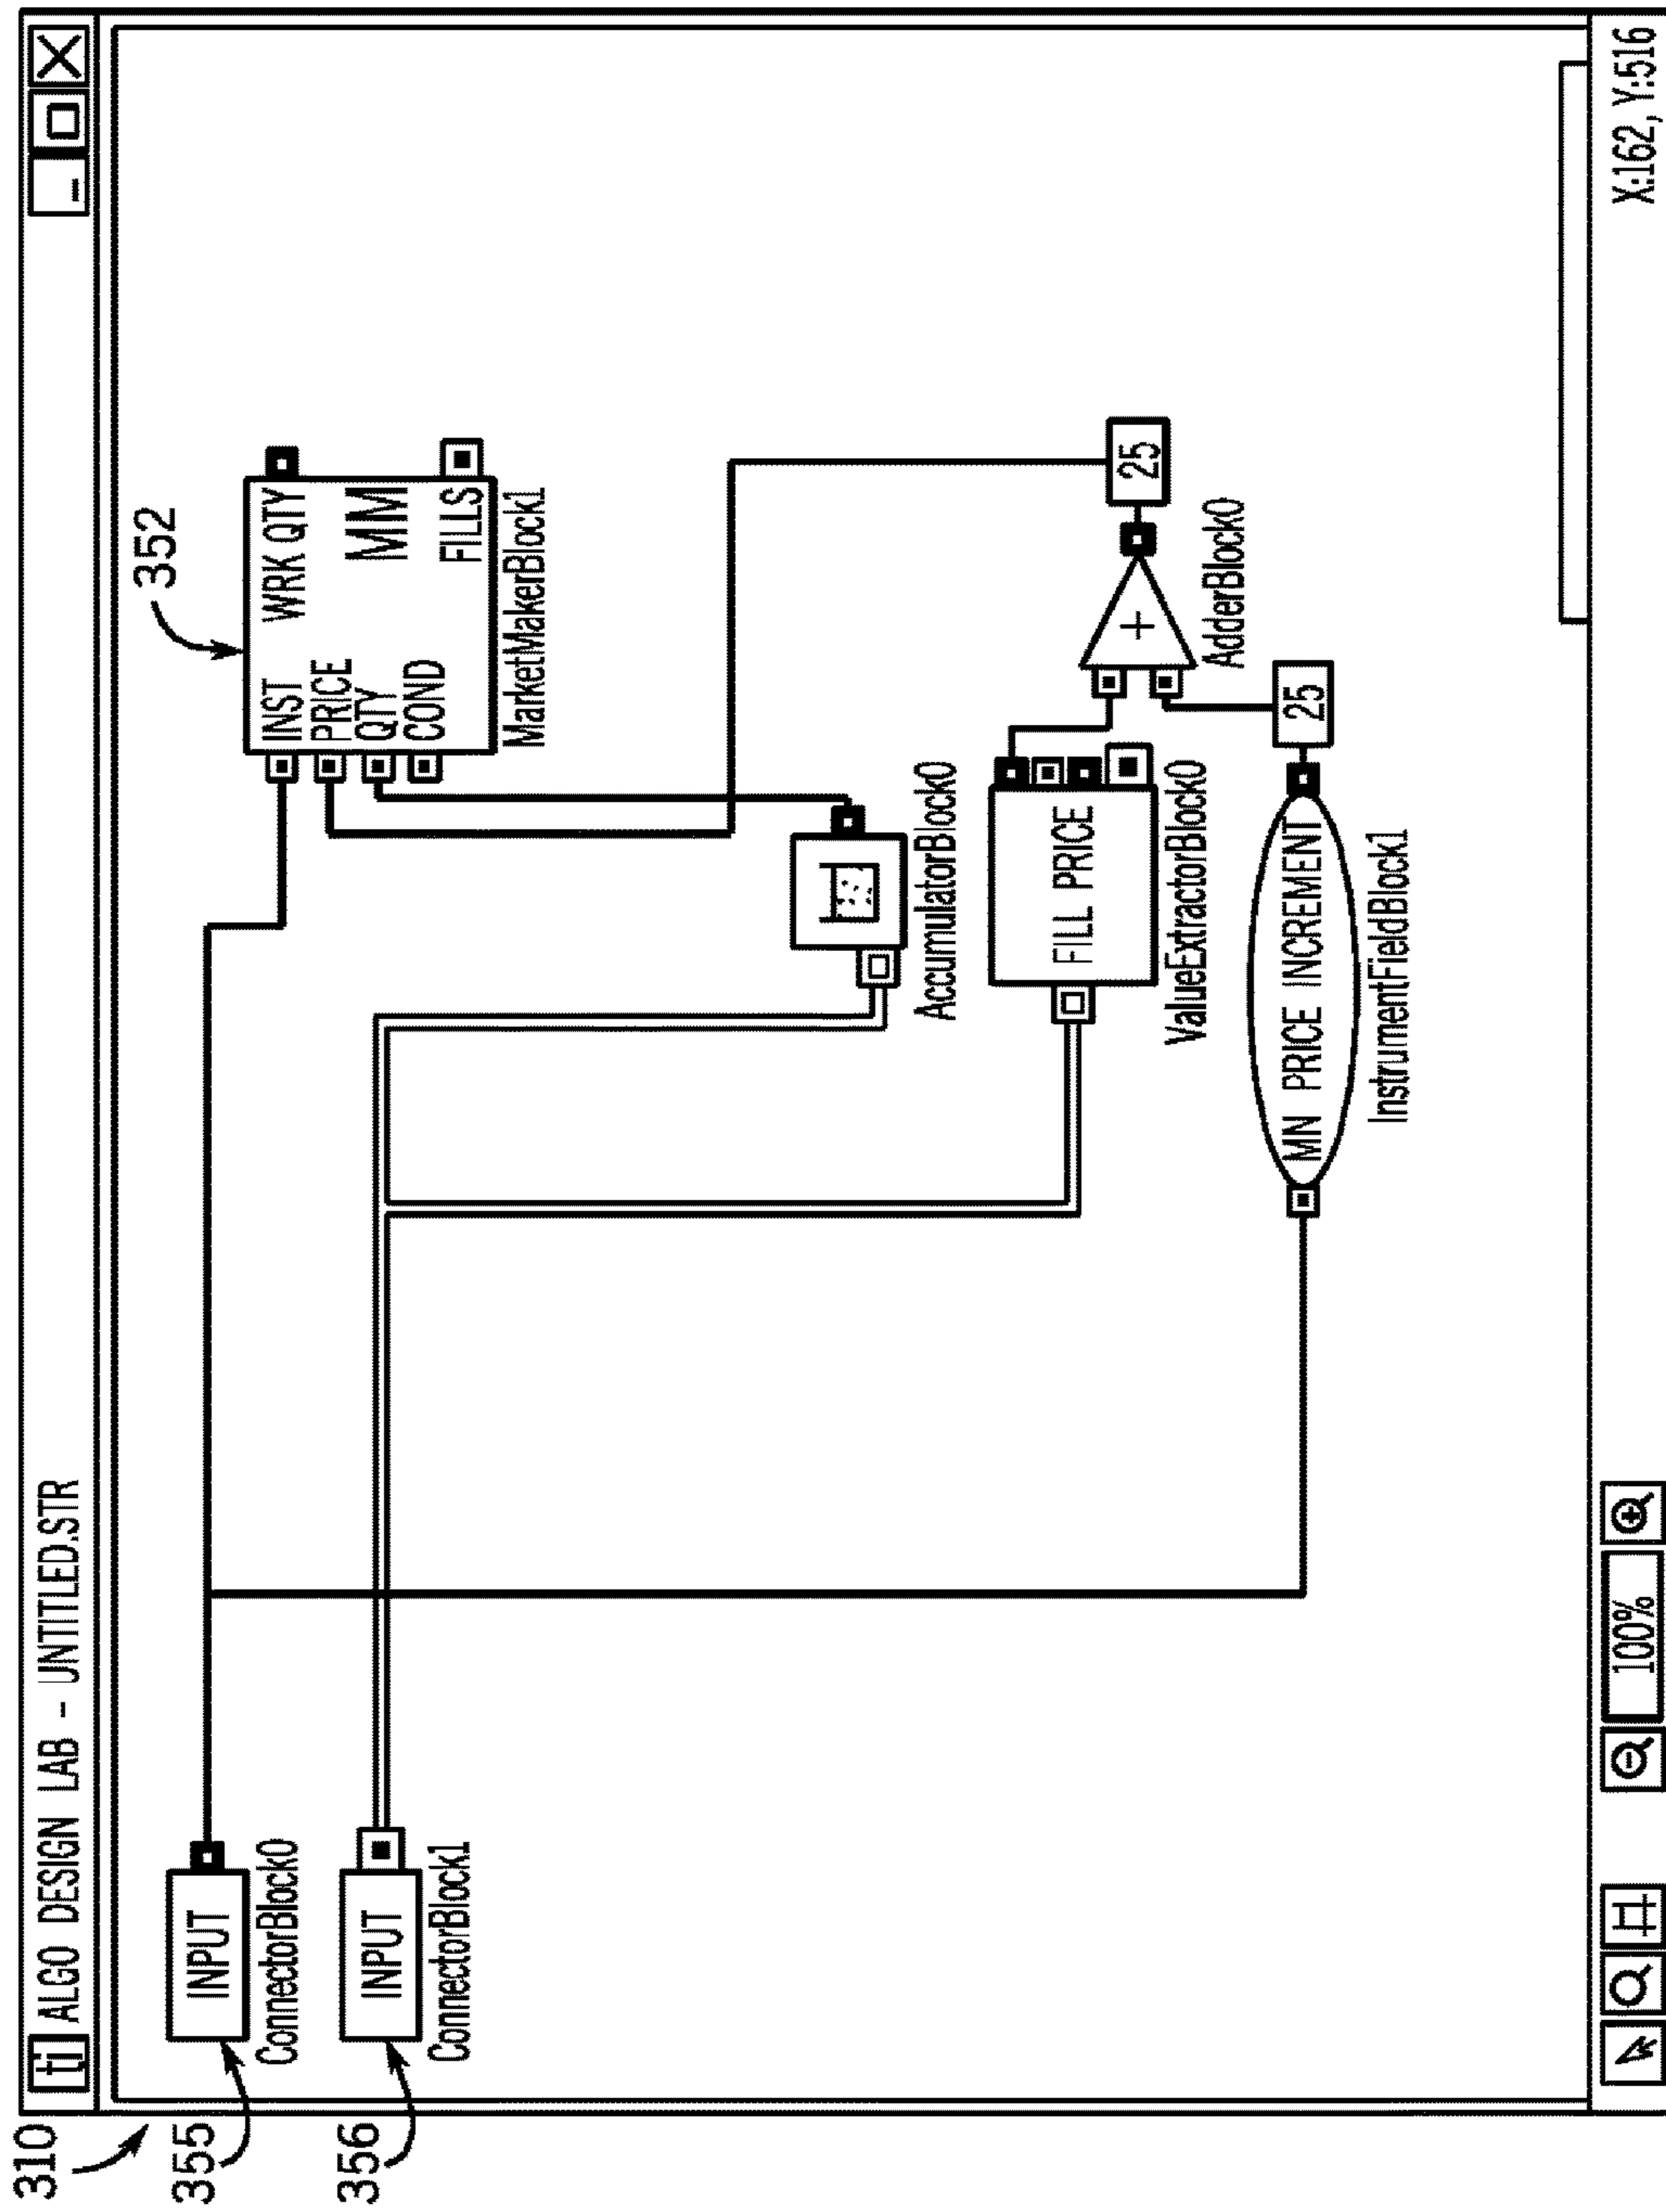 310
ti ALGO DESIGN LAB - UNTITLED.STR
_
355
INPUT
ConnectorBlock0
356
INPUT
ConnectorBlock1
352
INST WRK QTY
PRICE
QTY MM
COND FILLS
MarketMakerBlock1
AccumulatorBlock0
FILL PRICE
ValueExtractorBlock0
+
25
AdderBlock0
MN PRICE INCREMENT
25
InstrumentFieldBlock1
100%
X:162, Y:516